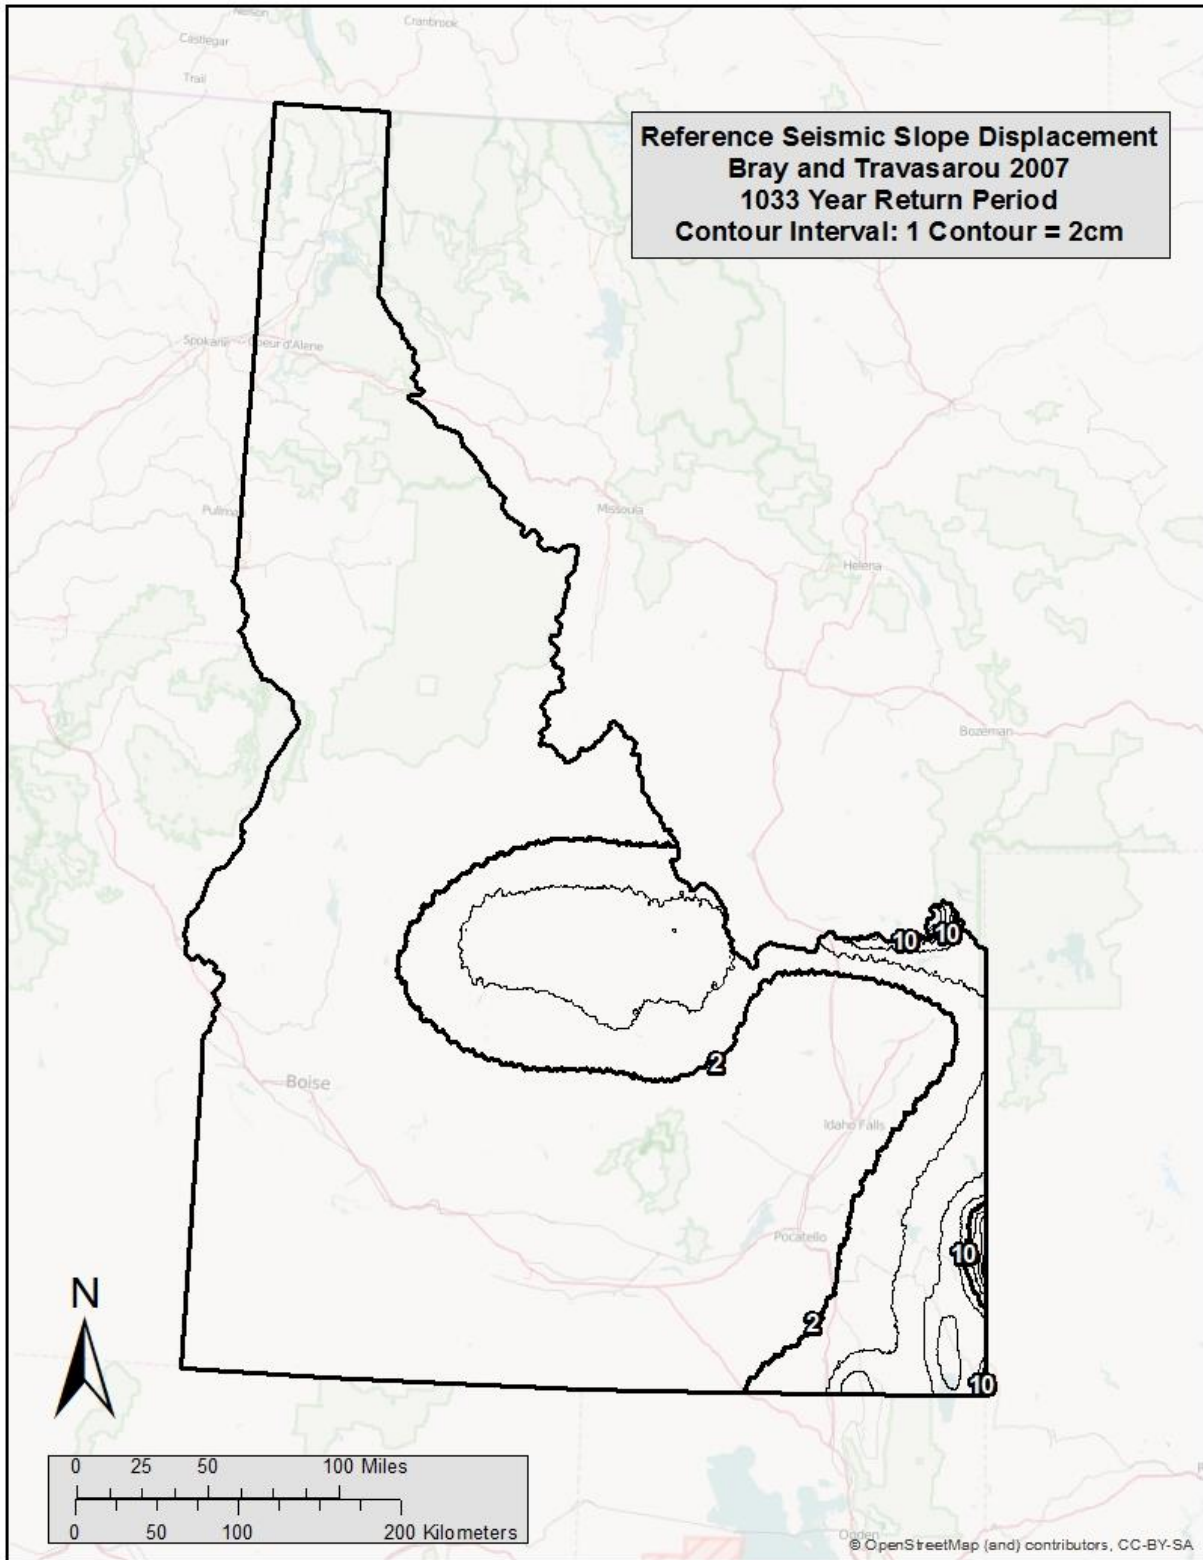 Nelson
Cranbrook
Castlegar
Trail
Reference Seismic Slope Displacement
Bray and Travasarou 2007
1033 Year Return Period
Contour Interval: 1 Contour = 2cm
Spokane
Coeur d'Alene
Pullma
Missoula
Helena
Bozeman
10
10
2
Boise
Idaho Falls
Pocatello
10
2
10
N
0 25 50 100 Miles
0 50 100 200 Kilometers
Ogden
© OpenStreetMap (and) contributors, CC-BY-SA